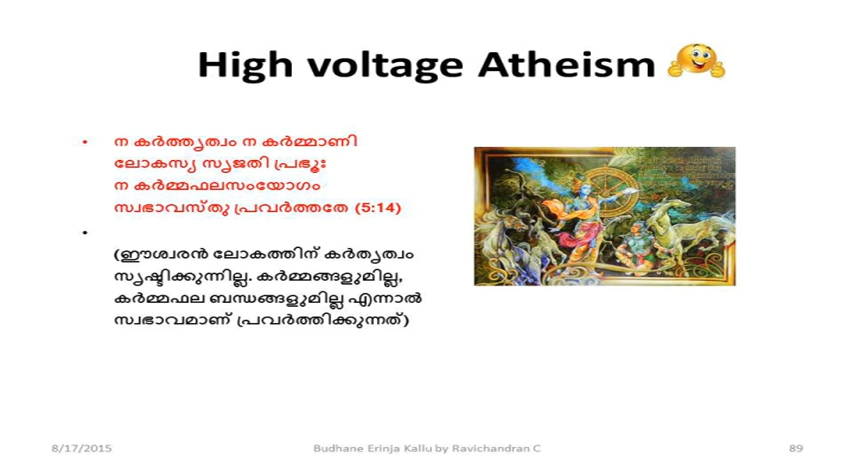 High voltage Atheism
• ന കർത്തൃത്വം ന കർമ്മാണി
ലോകസ്യ സൃജതി പ്രഭൂഃ
ന കർമ്മഫലസംയോഗം
സ്വഭാവസ്തു പ്രവർത്തതേ (5:14)
•
(ഈശ്വരൻ ലോകത്തിന് കർതൃത്വം
സൃഷ്ടിക്കുന്നില്ല. കർമ്മങ്ങളുമില്ല,
കർമ്മഫല ബന്ധങ്ങളുമില്ല എന്നാൽ
സ്വഭാവമാണ് പ്രവർത്തിക്കുന്നത്)
8/17/2015
Budhane Erinja Kallu by Ravichandran C
89